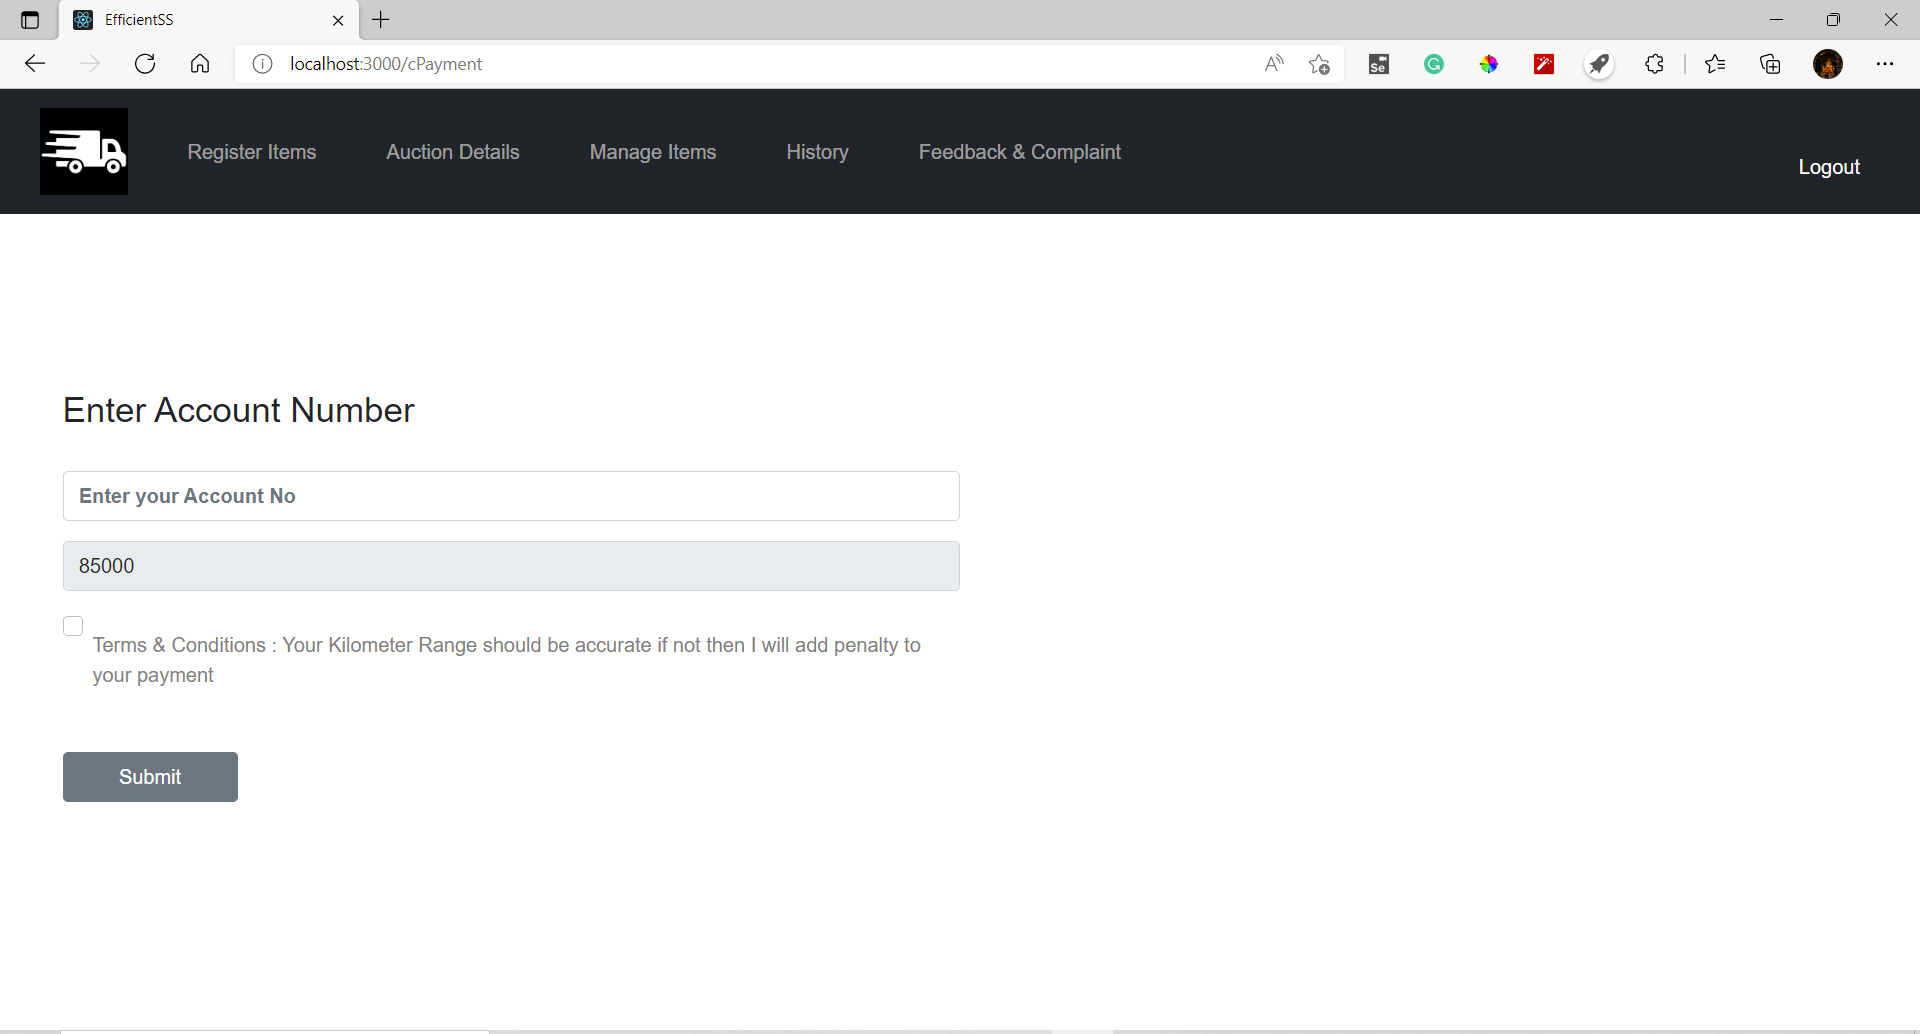 EfficientSS
localhost:3000/cPayment
Se
Register Items
Auction Details
Manage Items
History
Feedback & Complaint
Logout
Enter Account Number
Enter your Account No
85000
Terms & Conditions : Your Kilometer Range should be accurate if not then I will add penalty to
your payment
Submit